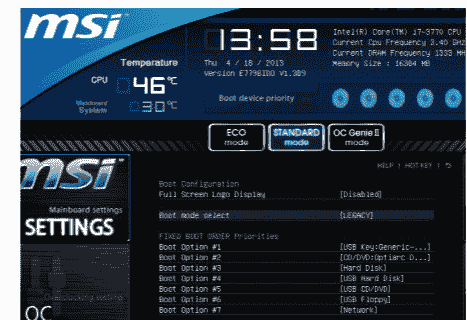 msi
13:58
Intel(R) Core(TM) i7-3770 CPU
Current Cpu Frequency 3.40 GHz
Current DRAM Frequency 1333 MH
Memory Size : 16384 MB
Temperature
Thu 4 / 18 / 2013
Version E7798IDO V1.3B9
CPU
46°C
Boot device priority
Mainboard
System
30°C
ECO
mode
STANDARD
mode
OC Genie II
mode
HELP | HOTKEY |
msi
Boot Configuration
Full Screen Logo Display [Disabled]
Mainboard settings
SETTINGS
Boot mode select [LEGACY]
FIXED BOOT ORDER Priorities
Boot Option #1 [USB Key:Generic-...]
Boot Option #2 [CD/DVD:Optiarc D...]
Boot Option #3 [Hard Disk]
Boot Option #4 [USB Hard Disk]
Boot Option #5 [USB CD/DVD]
Boot Option #6 [USB Floppy]
Boot Option #7 [Network]
OC